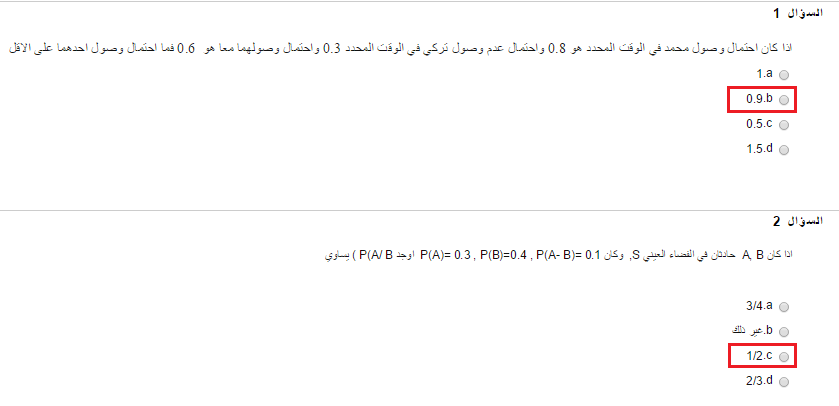 السؤال 1
اذا كان احتمال وصول محمد في الوقت المحدد هو 0.8 واحتمال عدم وصول تركي في الوقت المحدد 0.3 واحتمال وصولهما معا هو 0.6 فما احتمال وصول احدهما على الاقل
1.a
0.9.b
0.5.c
1.5.d
السؤال 2
اذا كان A, B حادثان في الفضاء العيني S, وكان P(A)= 0.3 , P(B)=0.4 , P(A- B)= 0.1 اوجد P(A/ B ) يساوي
3/4.a
b.غير ذلك
1/2.c
2/3.d